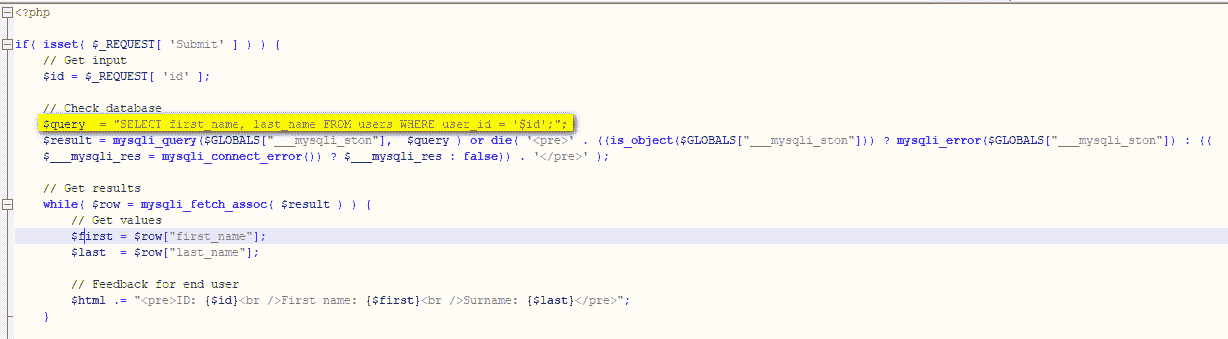 <?php
if( isset( $_REQUEST[ 'Submit' ] ) ) {
// Get input
$id = $_REQUEST[ 'id' ];
// Check database
$query  = "SELECT first_name, last_name FROM users WHERE user_id = '$id';";
$result = mysqli_query($GLOBALS["___mysqli_ston"],  $query ) or die( '<pre>' . ((is_object($GLOBALS["___mysqli_ston"])) ? mysqli_error($GLOBALS["___mysqli_ston"]) : ((
$___mysqli_res = mysqli_connect_error()) ? $___mysqli_res : false)) . '</pre>' );
// Get results
while( $row = mysqli_fetch_assoc( $result ) ) {
// Get values
$first = $row["first_name"];
$last  = $row["last_name"];
// Feedback for end user
$html .= "<pre>ID: {$id}<br />First name: {$first}<br />Surname: {$last}</pre>";
}